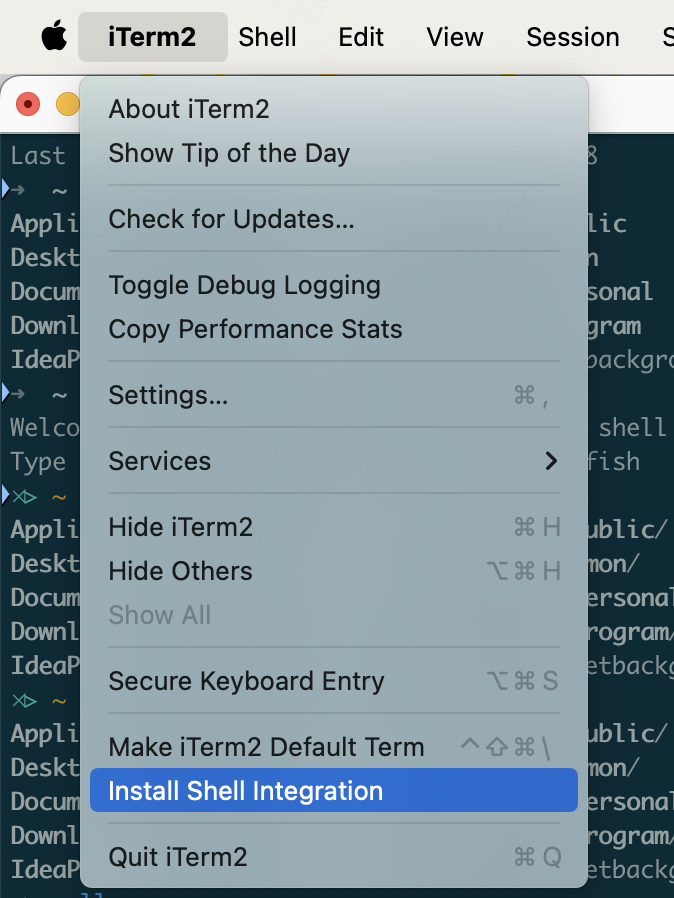 iTerm2 Shell Edit View Session S
About iTerm2
Show Tip of the Day
Check for Updates...
Toggle Debug Logging
Copy Performance Stats
Settings... ⌘ ,
Services
Hide iTerm2 ⌘ H
Hide Others ⌥ ⌘ H
Show All
Secure Keyboard Entry ⌥ ⌘ S
Make iTerm2 Default Term ^ ⇧ ⌘ \
Install Shell Integration
Quit iTerm2 ⌘ Q
Last 8
➜ ~
Appli lic
Deskt n
Docum sonal
Downl gram
IdeaP backgro
➜ ~
Welco shell
Type fish
~
Appli ublic/
Deskt mon/
Docum ersonal
Downl rogram/
IdeaP etbackg
~
Appli ublic/
Deskt mon/
Docum ersonal
Downl rogram/
IdeaP etbackg